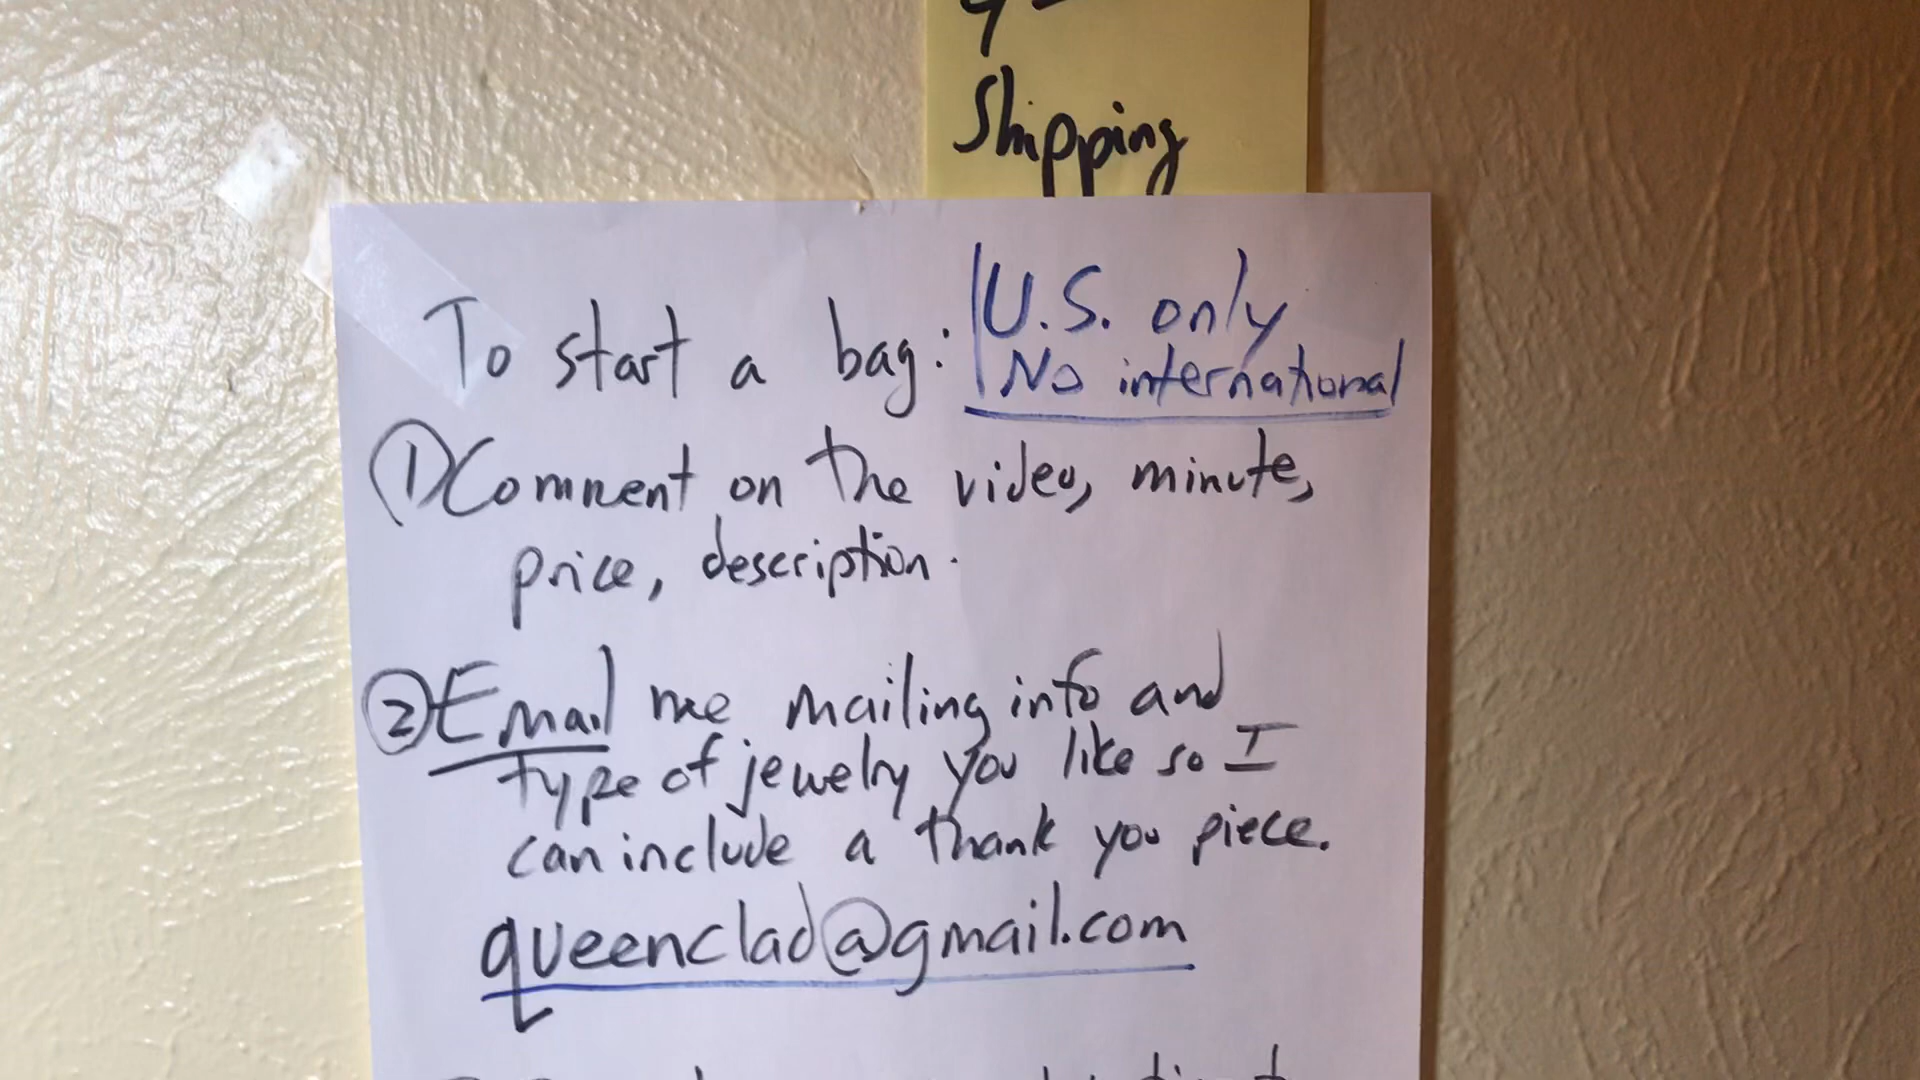 Shipping
To start a bag: U.S. only
No international
① Comment on the video, minute,
price, description.
② Email me mailing info and
type of jewelry you like so I
can include a thank you piece.
queenclad@gmail.com